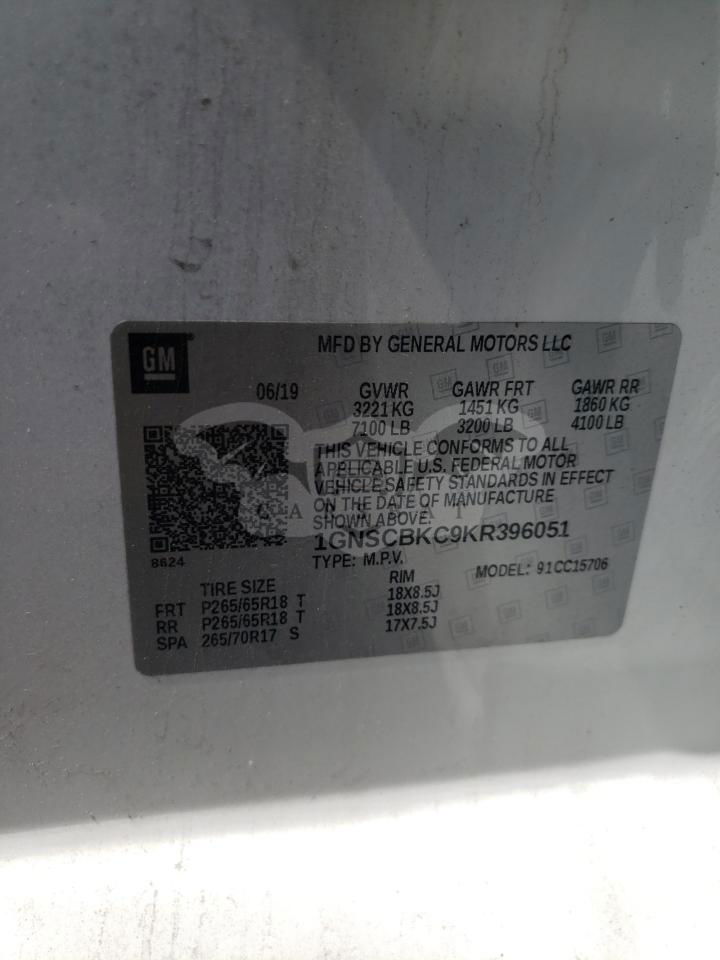 GM
MFD BY GENERAL MOTORS LLC
06/19 GVWR GAWR FRT GAWR RR
3221 KG 1451 KG 1860 KG
7100 LB 3200 LB 4100 LB
THIS VEHICLE CONFORMS TO ALL
APPLICABLE U.S. FEDERAL MOTOR
VEHICLE SAFETY STANDARDS IN EFFECT
ON THE DATE OF MANUFACTURE
SHOWN ABOVE.
1GNSCBKC9KR396051
8624
TYPE: M.P.V. MODEL: 91CC15706
TIRE SIZE RIM
FRT P265/65R18 T 18X8.5J
RR P265/65R18 T 18X8.5J
SPA 265/70R17 S 17X7.5J